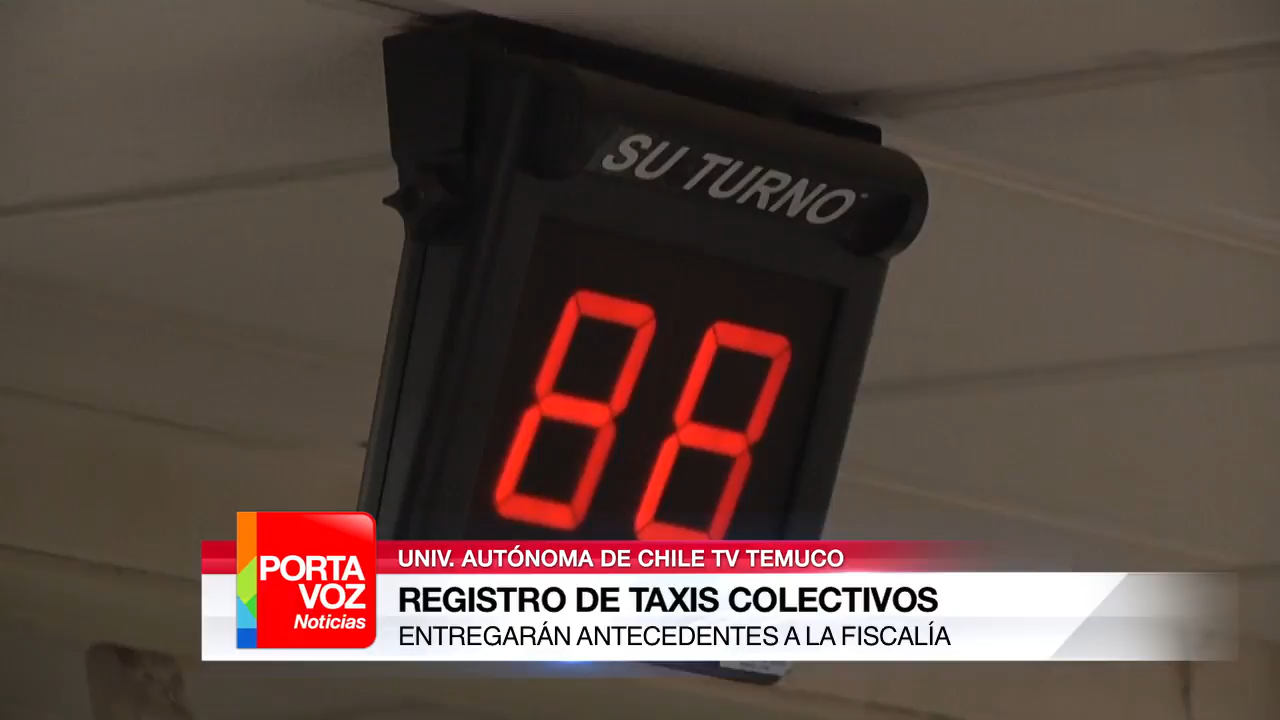 SU TURNO
88
UNIV. AUTÓNOMA DE CHILE TV TEMUCO
PORTA
VOZ
Noticias
REGISTRO DE TAXIS COLECTIVOS
ENTREGARÁN ANTECEDENTES A LA FISCALÍA